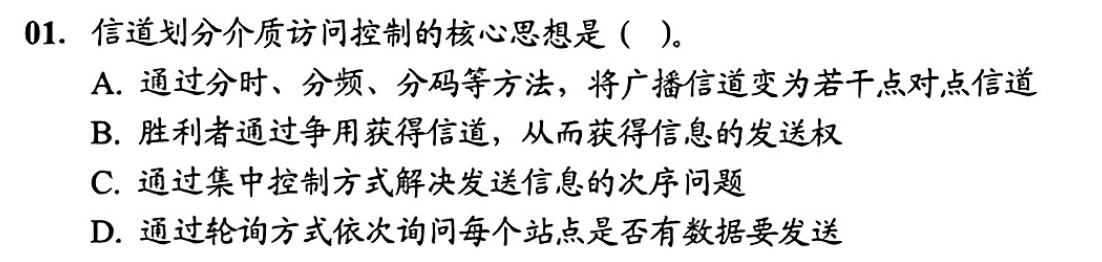 01. 信道划分介质访问控制的核心思想是（ ）。
A. 通过分时、分频、分码等方法，将广播信道变为若干点对点信道
B. 胜利者通过争用获得信道，从而获得信息的发送权
C. 通过集中控制方式解决发送信息的次序问题
D. 通过轮询方式依次询问每个站点是否有数据要发送